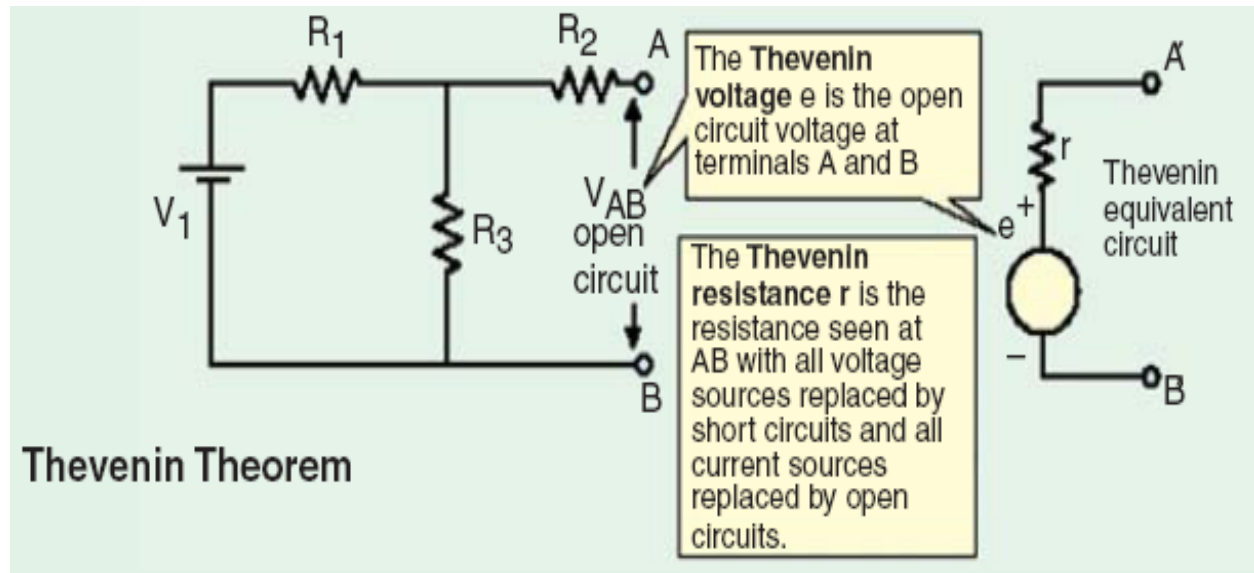 R1
R2
A
V1
R3
VAB
open
circuit
B
The Thevenin
voltage e is the open
circuit voltage at
terminals A and B
The Thevenin
resistance r is the
resistance seen at
AB with all voltage
sources replaced by
short circuits and all
current sources
replaced by open
circuits.
A'
r
Thevenin
equivalent
circuit
e
+
−
B
Thevenin Theorem